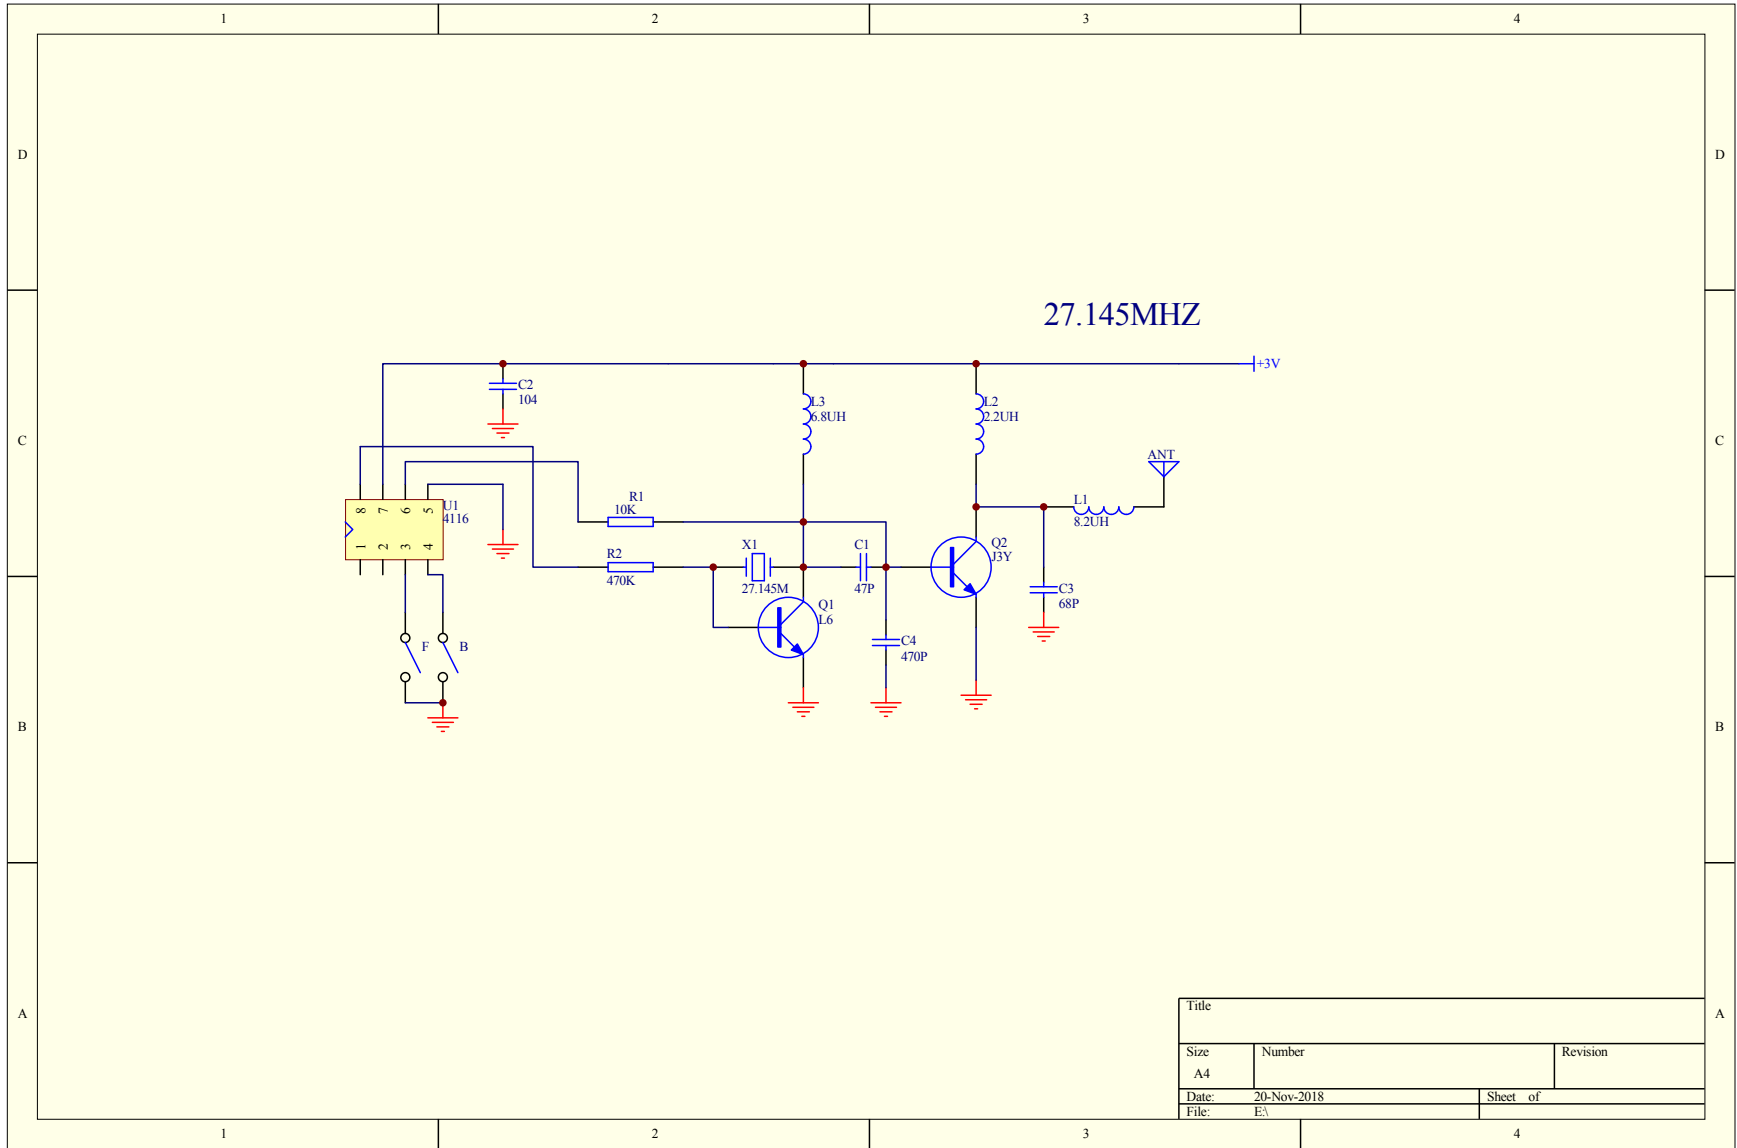 1 2 3 4
D D
27.145MHZ
+3V
C2
104
L3
6.8UH
L2
2.2UH
C C
ANT
R1
10K
L1
8.2UH
8 7 6 5
U1
4116
1 2 3 4
R2
470K
X1
27.145M
C1
47P
Q2
J3Y
C3
68P
Q1
L6
F B
C4
470P
B B
A A
Title
Size Number Revision
A4
Date: 20-Nov-2018 Sheet of
File: E:\
1 2 3 4